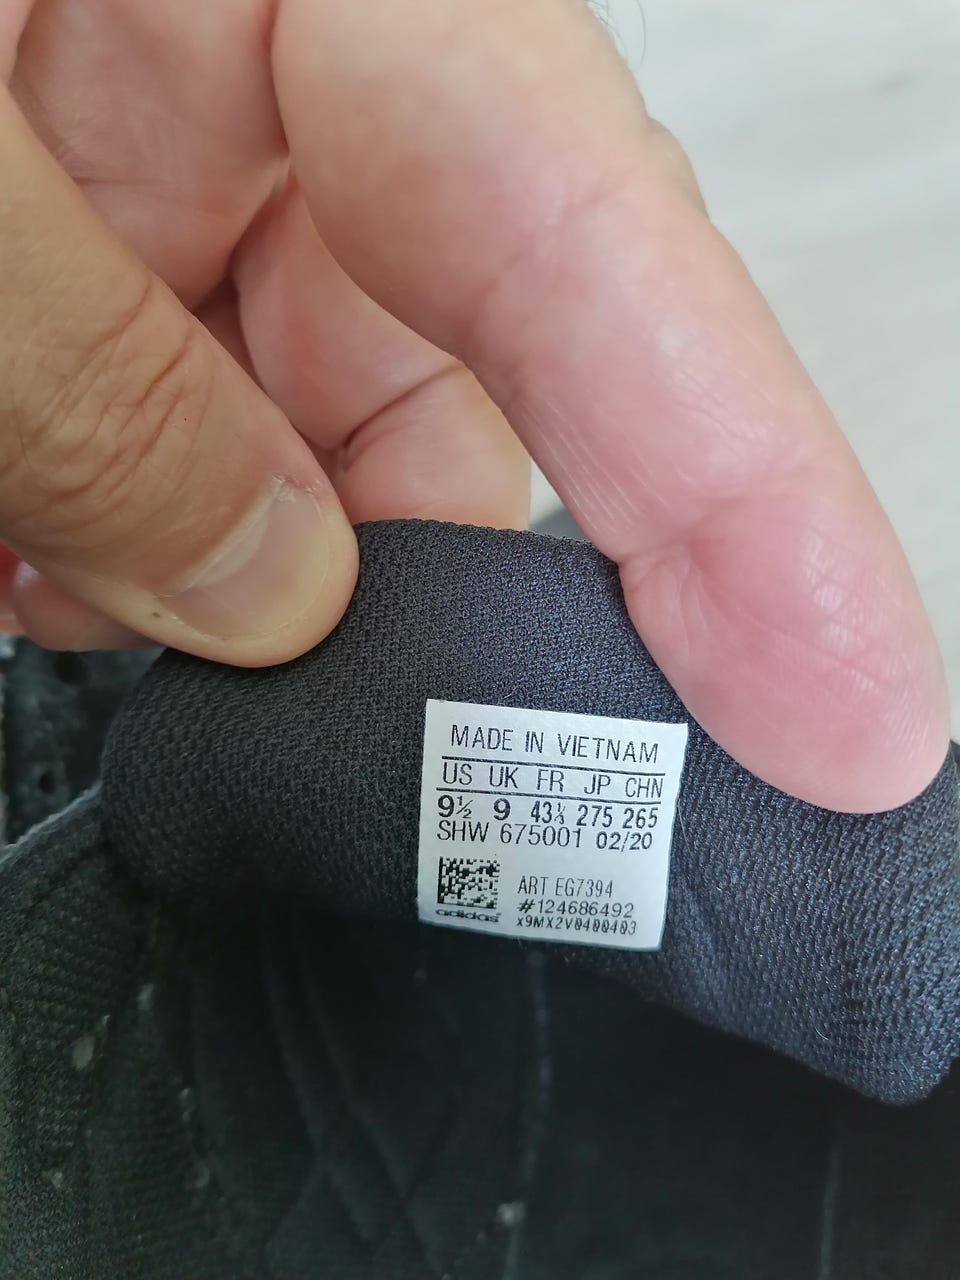 MADE IN VIETNAM
US UK FR JP CHN
9½ 9 43⅓ 275 265
SHW 675001 02/20
ART EG7394
#124686492
adidas x9MX2V0400403